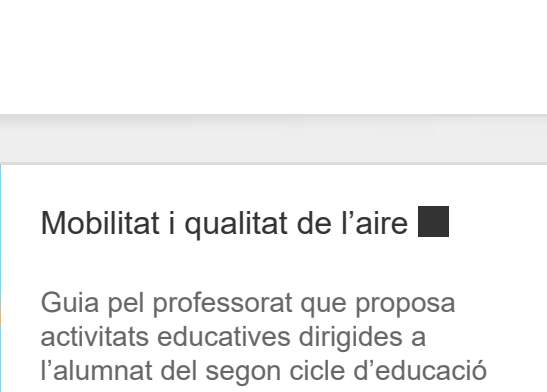 Mobilitat i qualitat de l’aire
Guia pel professorat que proposa
activitats educatives dirigides a
l’alumnat del segon cicle d’educació